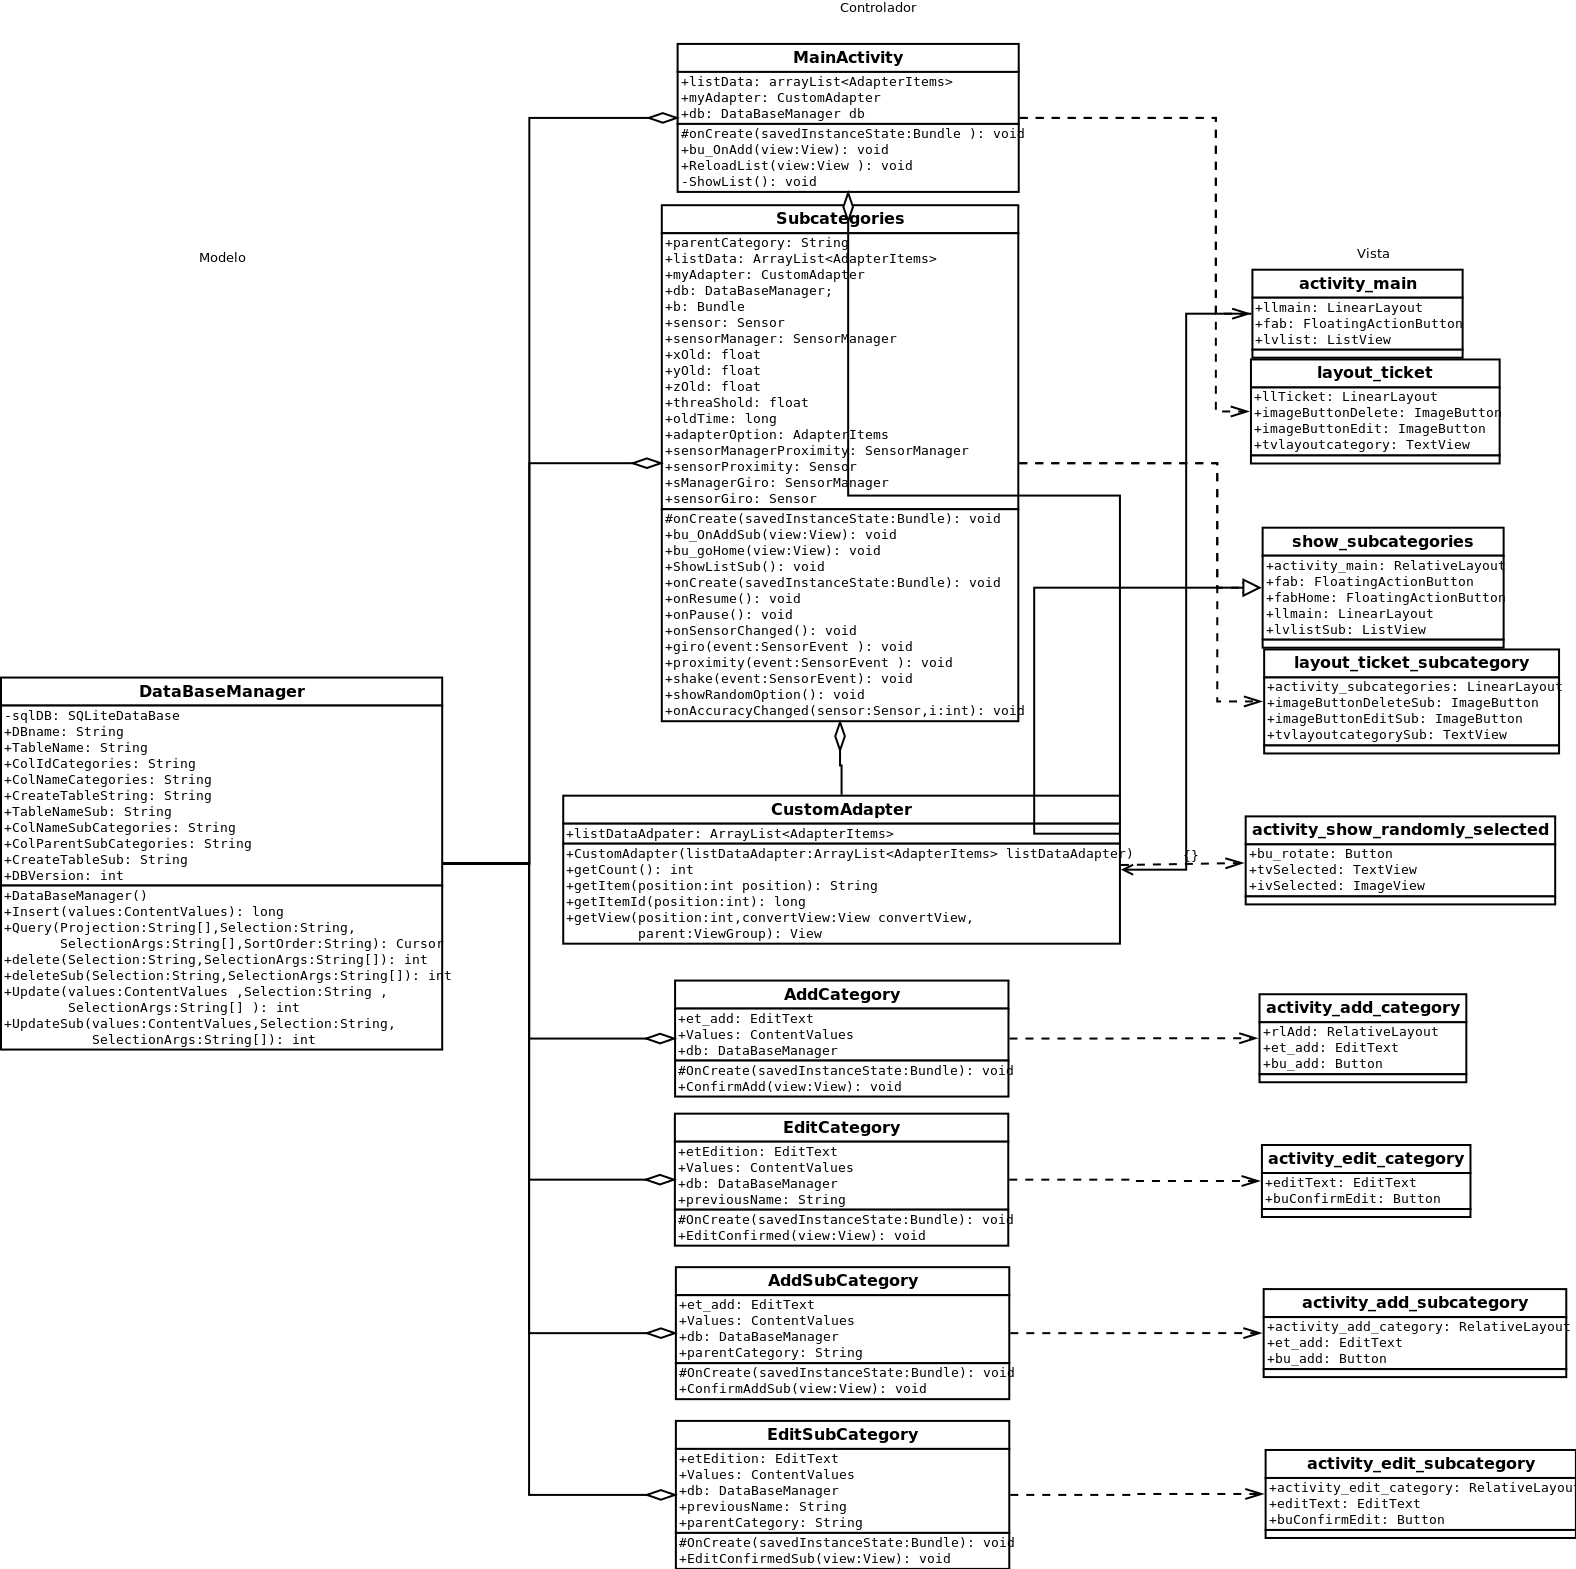 Controlador
MainActivity
+listData: arrayList<AdapterItems>
+myAdapter: CustomAdapter
+db: DataBaseManager db
#onCreate(savedInstanceState:Bundle ): void
+bu_OnAdd(view:View): void
+ReloadList(view:View ): void
-ShowList(): void
Subcategories
+parentCategory: String
+listData: ArrayList<AdapterItems>
+myAdapter: CustomAdapter
+db: DataBaseManager;
+b: Bundle
+sensor: Sensor
+sensorManager: SensorManager
+xOld: float
+yOld: float
+zOld: float
+threaShold: float
+oldTime: long
+adapterOption: AdapterItems
+sensorManagerProximity: SensorManager
+sensorProximity: Sensor
+sManagerGiro: SensorManager
+sensorGiro: Sensor
#onCreate(savedInstanceState:Bundle): void
+bu_OnAddSub(view:View): void
+bu_goHome(view:View): void
+ShowListSub(): void
+onCreate(savedInstanceState:Bundle): void
+onResume(): void
+onPause(): void
+onSensorChanged(): void
+giro(event:SensorEvent ): void
+proximity(event:SensorEvent ): void
+shake(event:SensorEvent): void
+showRandomOption(): void
+onAccuracyChanged(sensor:Sensor,i:int): void
Modelo
DataBaseManager
-sqlDB: SQLiteDataBase
+DBname: String
+TableName: String
+ColIdCategories: String
+ColNameCategories: String
+CreateTableString: String
+TableNameSub: String
+ColNameSubCategories: String
+ColParentSubCategories: String
+CreateTableSub: String
+DBVersion: int
+DataBaseManager()
+Insert(values:ContentValues): long
+Query(Projection:String[],Selection:String,
SelectionArgs:String[],SortOrder:String): Cursor
+delete(Selection:String,SelectionArgs:String[]): int
+deleteSub(Selection:String,SelectionArgs:String[]): int
+Update(values:ContentValues ,Selection:String ,
SelectionArgs:String[] ): int
+UpdateSub(values:ContentValues,Selection:String,
SelectionArgs:String[]): int
CustomAdapter
+listDataAdpater: ArrayList<AdapterItems>
+CustomAdapter(listDataAdapter:ArrayList<AdapterItems> listDataAdapter)
+getCount(): int
+getItem(position:int position): String
+getItemId(position:int): long
+getView(position:int,convertView:View convertView,
parent:ViewGroup): View
{}
AddCategory
+et_add: EditText
+Values: ContentValues
+db: DataBaseManager
#OnCreate(savedInstanceState:Bundle): void
+ConfirmAdd(view:View): void
EditCategory
+etEdition: EditText
+Values: ContentValues
+db: DataBaseManager
+previousName: String
#OnCreate(savedInstanceState:Bundle): void
+EditConfirmed(view:View): void
AddSubCategory
+et_add: EditText
+Values: ContentValues
+db: DataBaseManager
+parentCategory: String
#OnCreate(savedInstanceState:Bundle): void
+ConfirmAddSub(view:View): void
EditSubCategory
+etEdition: EditText
+Values: ContentValues
+db: DataBaseManager
+previousName: String
+parentCategory: String
#OnCreate(savedInstanceState:Bundle): void
+EditConfirmedSub(view:View): void
Vista
activity_main
+llmain: LinearLayout
+fab: FloatingActionButton
+lvlist: ListView
layout_ticket
+llTicket: LinearLayout
+imageButtonDelete: ImageButton
+imageButtonEdit: ImageButton
+tvlayoutcategory: TextView
show_subcategories
+activity_main: RelativeLayout
+fab: FloatingActionButton
+fabHome: FloatingActionButton
+llmain: LinearLayout
+lvlistSub: ListView
layout_ticket_subcategory
+activity_subcategories: LinearLayout
+imageButtonDeleteSub: ImageButton
+imageButtonEditSub: ImageButton
+tvlayoutcategorySub: TextView
activity_show_randomly_selected
+bu_rotate: Button
+tvSelected: TextView
+ivSelected: ImageView
activity_add_category
+rlAdd: RelativeLayout
+et_add: EditText
+bu_add: Button
activity_edit_category
+editText: EditText
+buConfirmEdit: Button
activity_add_subcategory
+activity_add_category: RelativeLayout
+et_add: EditText
+bu_add: Button
activity_edit_subcategory
+activity_edit_category: RelativeLayout
+editText: EditText
+buConfirmEdit: Button